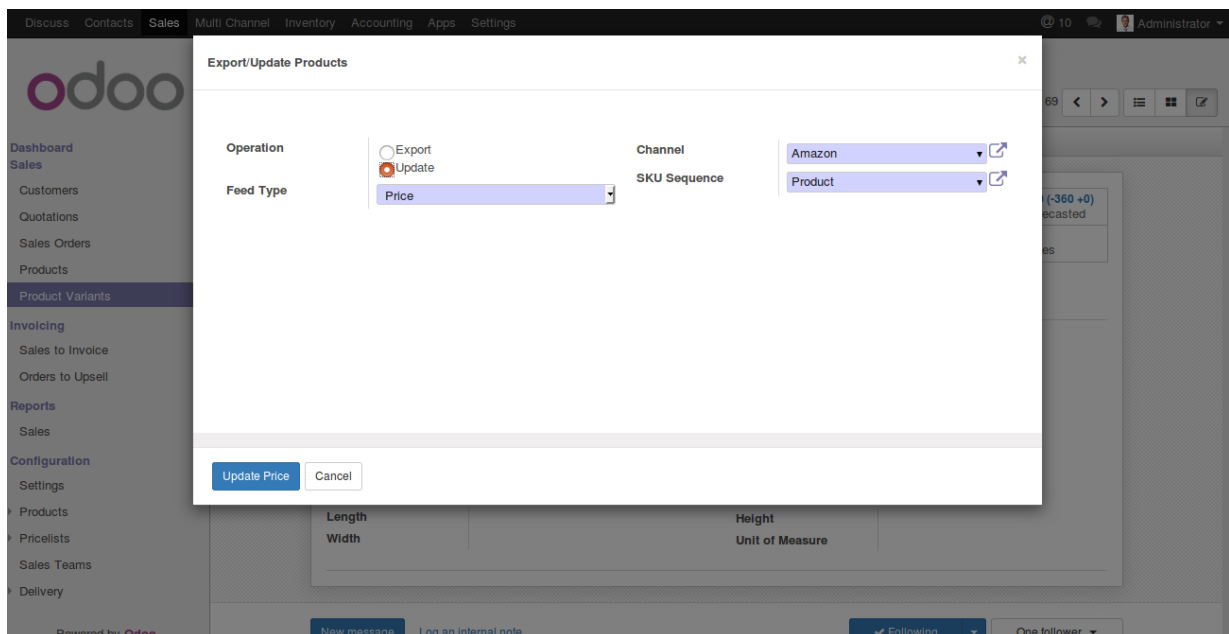 Discuss Contacts Sales Multi Channel Inventory Accounting Apps Settings @ 10 Administrator
odoo
Export/Update Products ×
69
Dashboard
Sales
Customers
Quotations
Sales Orders
Products
Product Variants
Invoicing
Sales to Invoice
Orders to Upsell
Reports
Sales
Configuration
Settings
Products
Pricelists
Sales Teams
Delivery
Powered by Odoo
Operation
Export
Update
Feed Type
Price
Channel
Amazon
SKU Sequence
Product
(-360 +0)
Update Price Cancel
Length Height
Width Unit of Measure
New message Log an internal note Following One follower